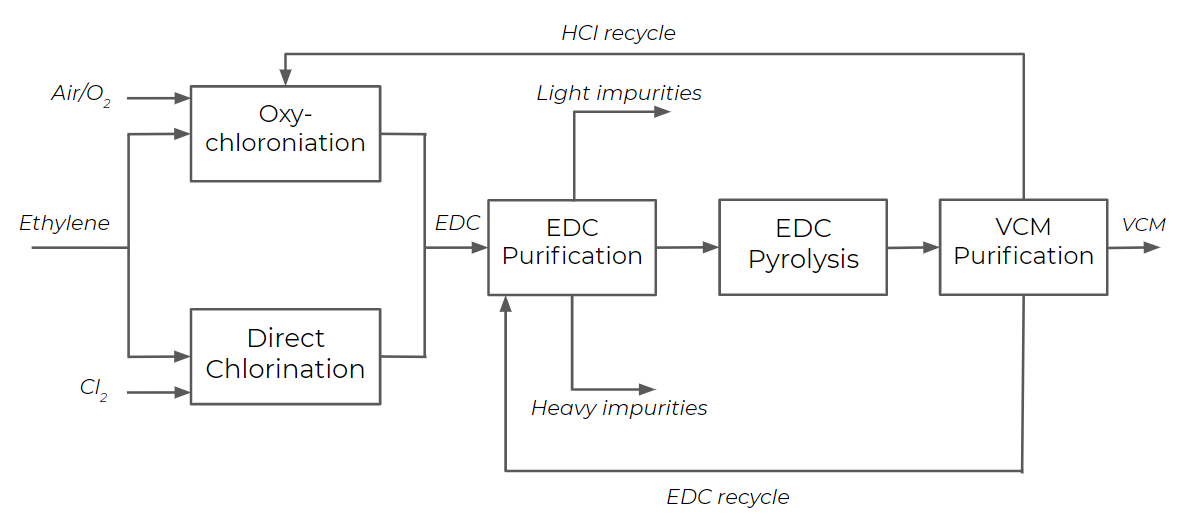 HCl recycle
Air/O2
Light impurities
Oxy-
chloroniation
Ethylene
EDC
EDC
Purification
EDC
Pyrolysis
VCM
Purification
VCM
Direct
Chlorination
Cl2
Heavy impurities
EDC recycle